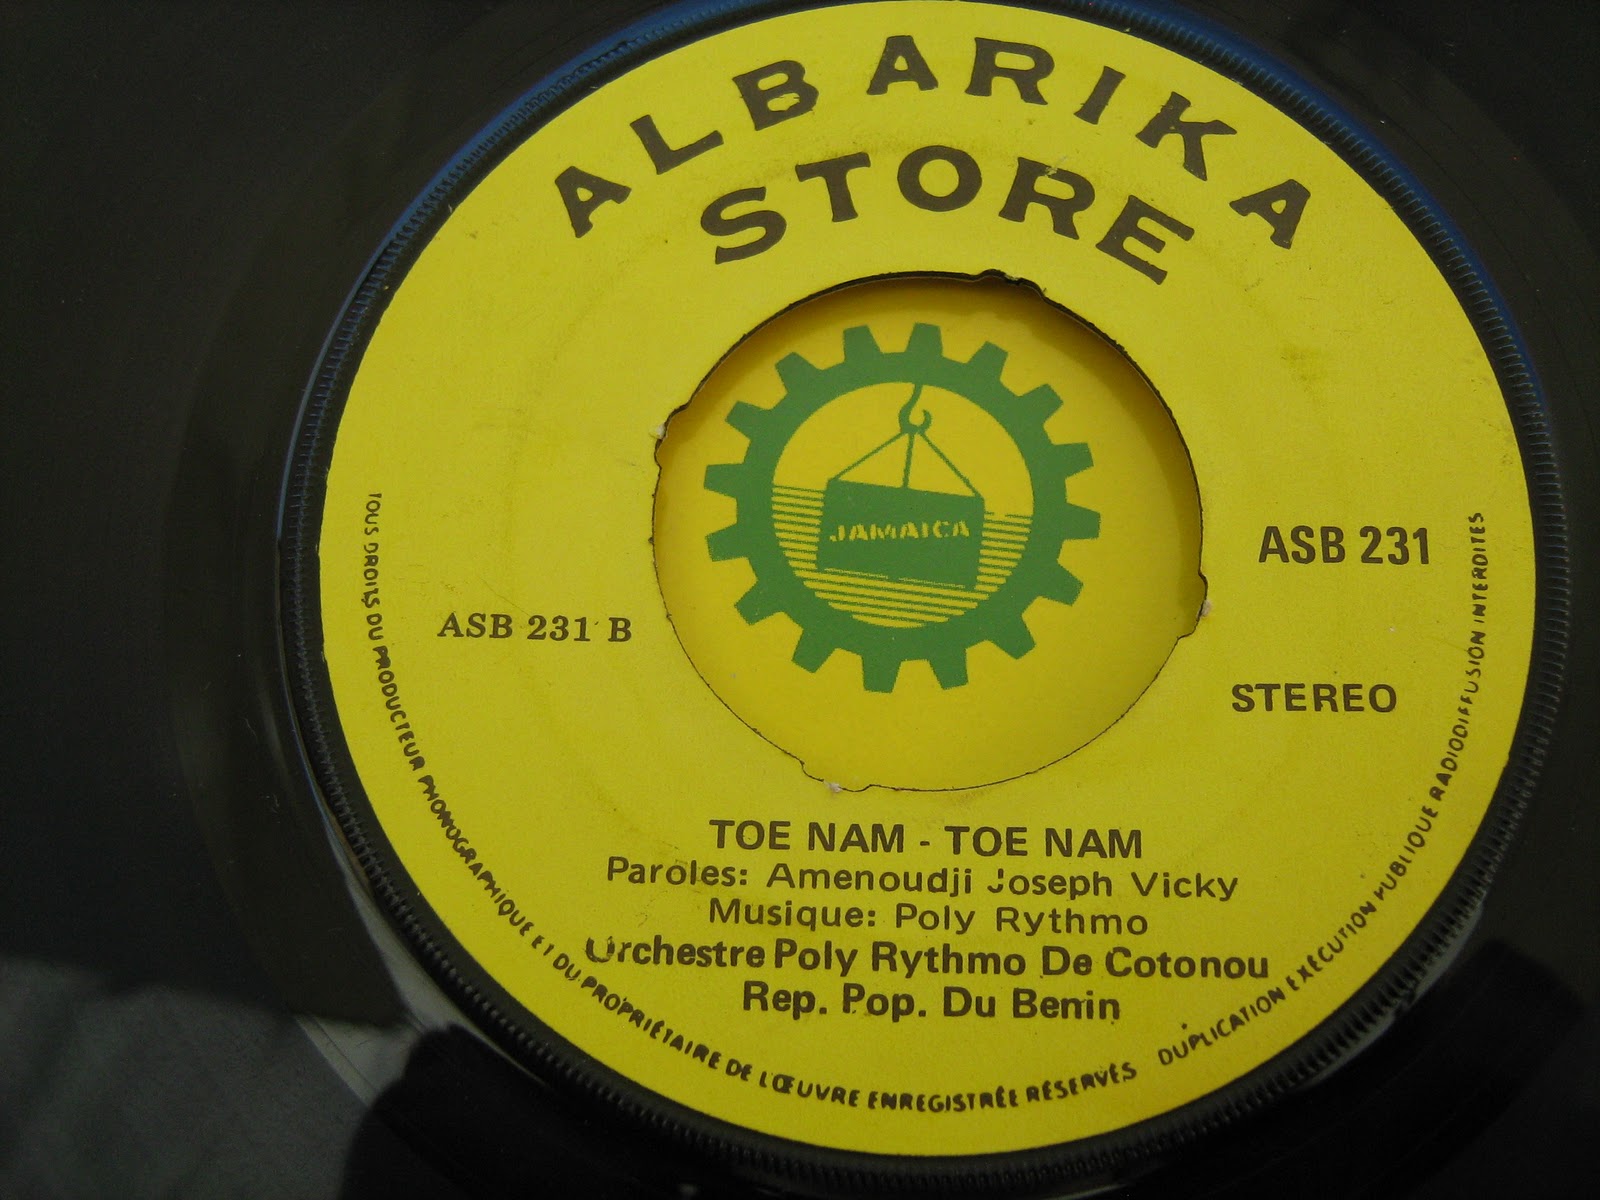 ALBARIKA
STORE
JAMAICA
ASB 231
ASB 231 B
STEREO
TOE NAM - TOE NAM
Paroles: Amenoudji Joseph Vicky
Musique: Poly Rythmo
Orchestre Poly Rythmo De Cotonou
Rep. Pop. Du Benin
TOUS DROITS DU PRODUCTEUR PHONOGRAPHIQUE ET DU PROPRIÉTAIRE DE L'ŒUVRE ENREGISTRÉE RÉSERVÉS DUPLICATION EXÉCUTION PUBLIQUE RADIODIFFUSION INTERDITES